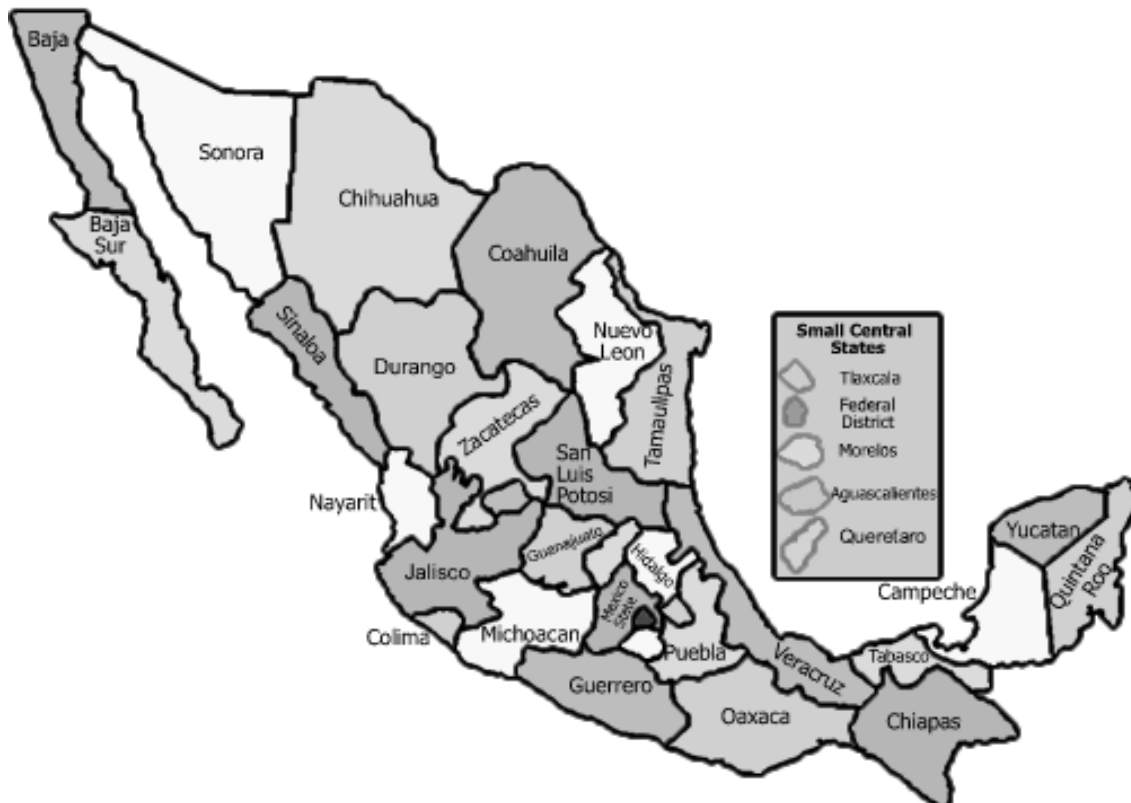 Baja
Sonora
Chihuahua
Baja
Sur
Coahuila
Sinaloa
Nuevo
Leon
Durango
Tamaulipas
Zacatecas
San
Luis
Potosi
Nayarit
Guanajuato
Hidalgo
Jalisco
Mexico
State
Colima
Michoacan
Puebla
Veracruz
Guerrero
Oaxaca
Tabasco
Chiapas
Campeche
Yucatan
Quintana
Roo
Small Central
States
Tlaxcala
Federal
District
Morelos
Aguascalientes
Queretaro